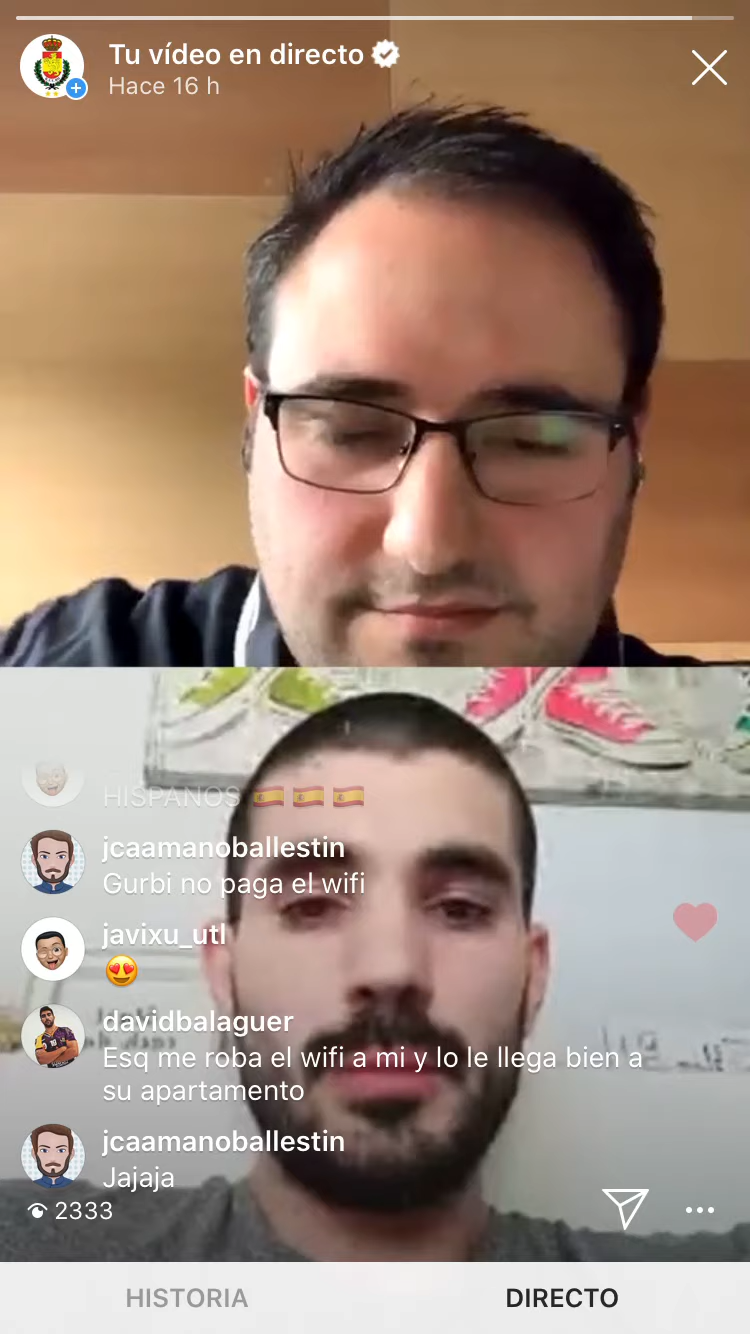 Tu vídeo en directo
Hace 16 h
HISPANOS 🇪🇸 🇪🇸 🇪🇸
jcaamanoballestin
Gurbi no paga el wifi
javixu_utl
😍
davidbalaguer
Esq me roba el wifi a mi y lo le llega bien a
su apartamento
jcaamanoballestin
Jajaja
2333
HISTORIA
DIRECTO